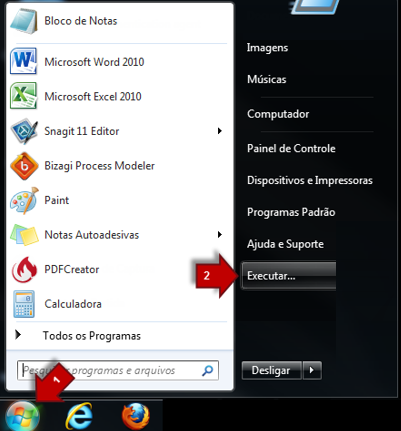 Bloco de Notas
Microsoft Word 2010
Microsoft Excel 2010
Snagit 11 Editor
Bizagi Process Modeler
Paint
Notas Autoadesivas
PDFCreator
Calculadora
Todos os Programas
Pesquisar programas e arquivos
Imagens
Músicas
Computador
Painel de Controle
Dispositivos e Impressoras
Programas Padrão
Ajuda e Suporte
2
Executar...
Desligar
1